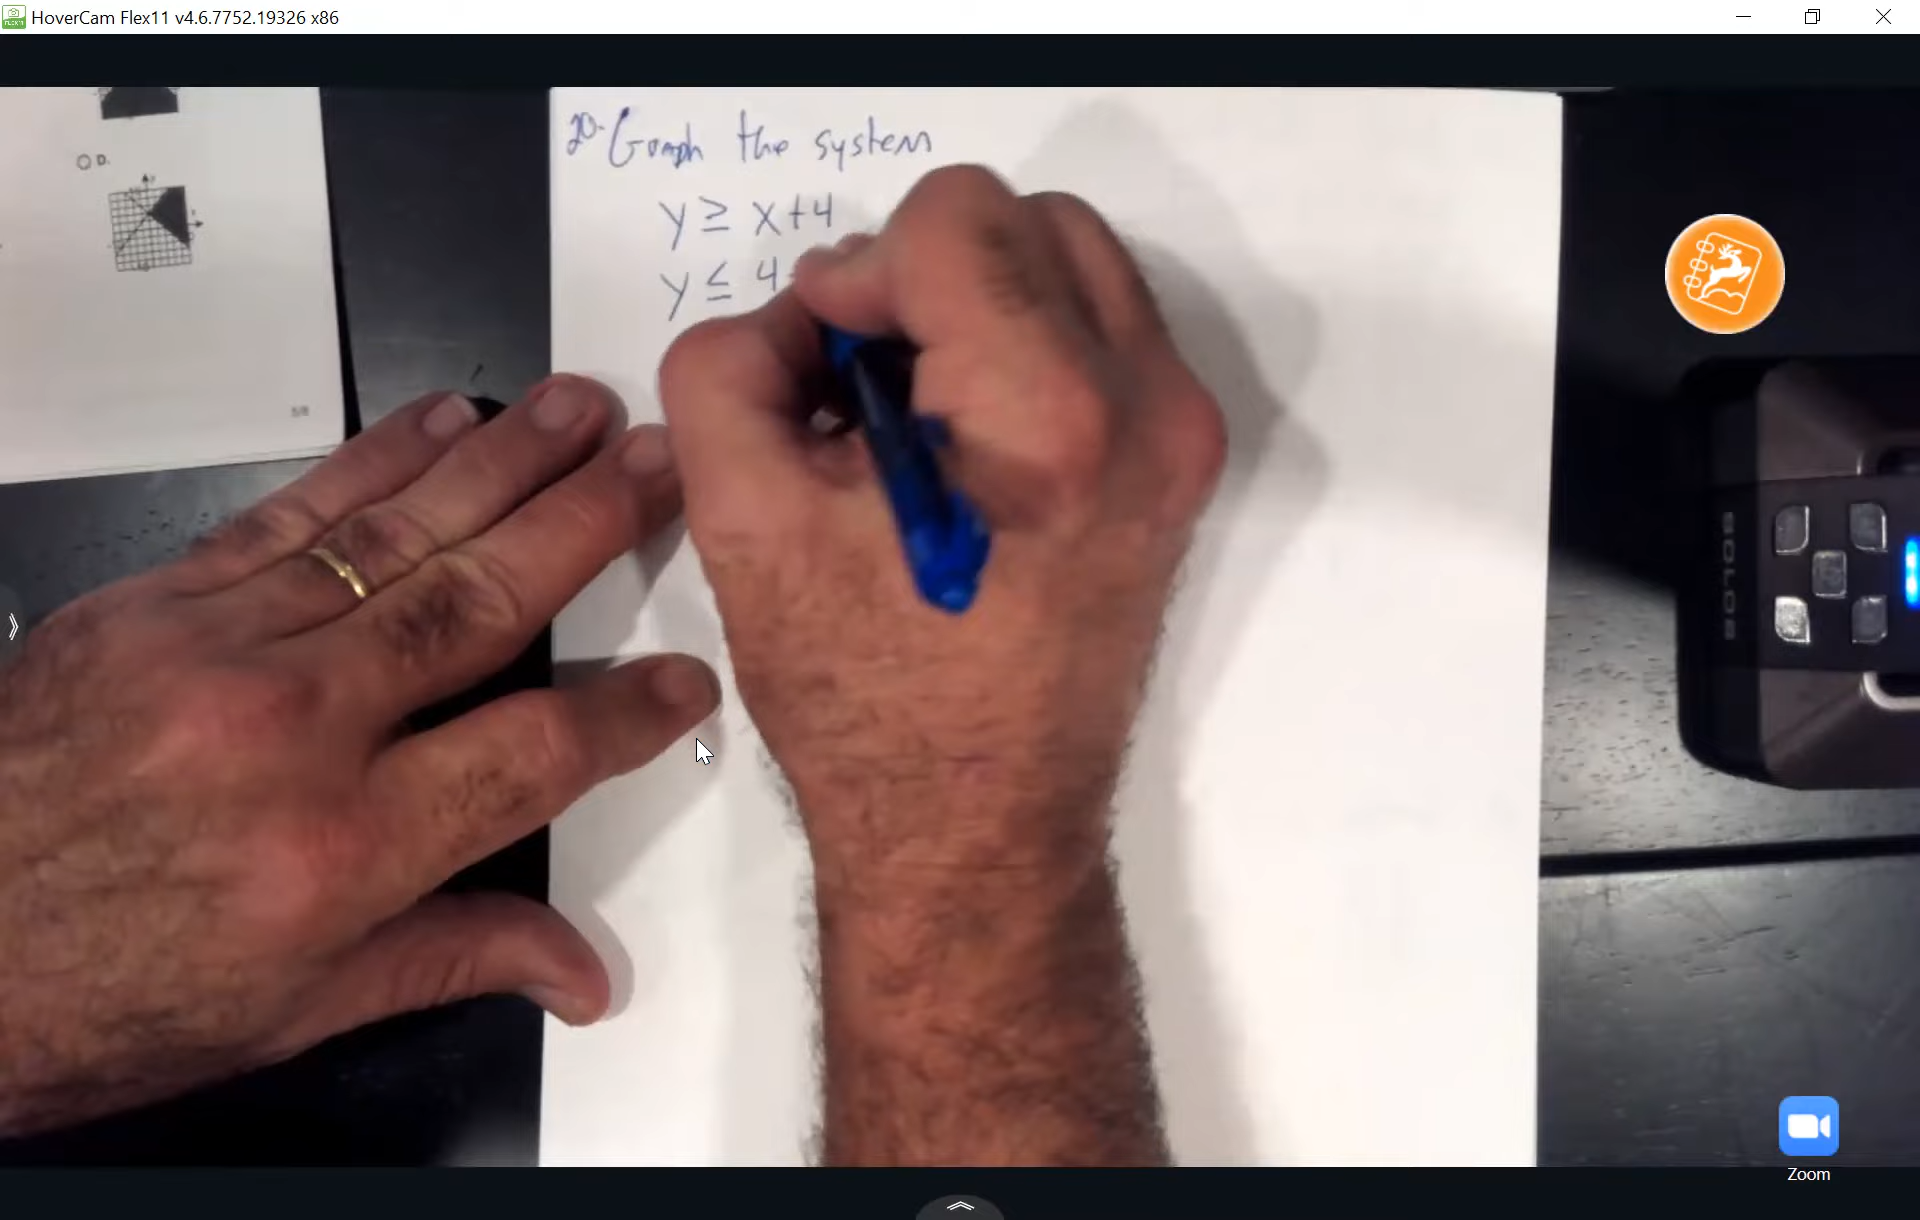 HoverCam Flex11 v4.6.7752.19326 x86
O D.
20. Graph the system
y ≥ x+4
y ≤ 4
Zoom